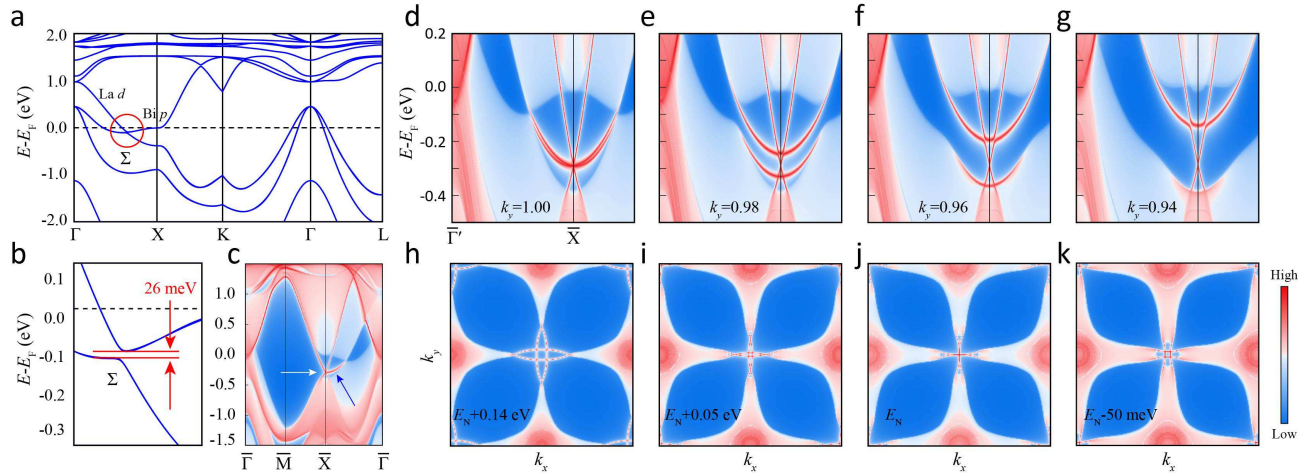 a
2.0
1.0
0.0
-1.0
-2.0
E-E_F (eV)
La d
Bi p
Σ
Γ
X
K
Γ
L
b
0.1
0.0
-0.1
-0.2
-0.3
E-E_F (eV)
26 meV
Σ
c
1.0
0.5
0.0
-0.5
-1.0
-1.5
Γ̅
M̅
X̅
Γ̅
d
0.2
0.0
-0.2
-0.4
E-E_F (eV)
k_y=1.00
Γ̅′
X̅
e
k_y=0.98
f
k_y=0.96
g
k_y=0.94
h
k_y
E_N+0.14 eV
k_x
i
E_N+0.05 eV
k_x
j
E_N
k_x
k
E_N-50 meV
k_x
High
Low